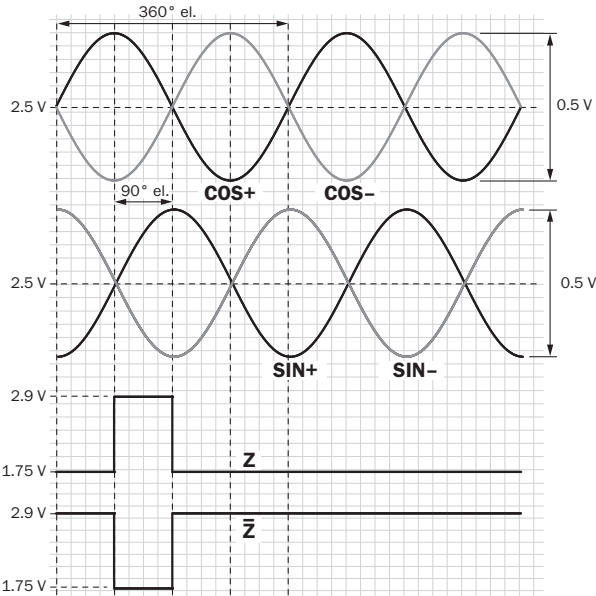 360° el.
2.5 V
0.5 V
COS+
COS–
90° el.
2.5 V
0.5 V
SIN+
SIN–
2.9 V
Z
1.75 V
2.9 V
Z̅
1.75 V